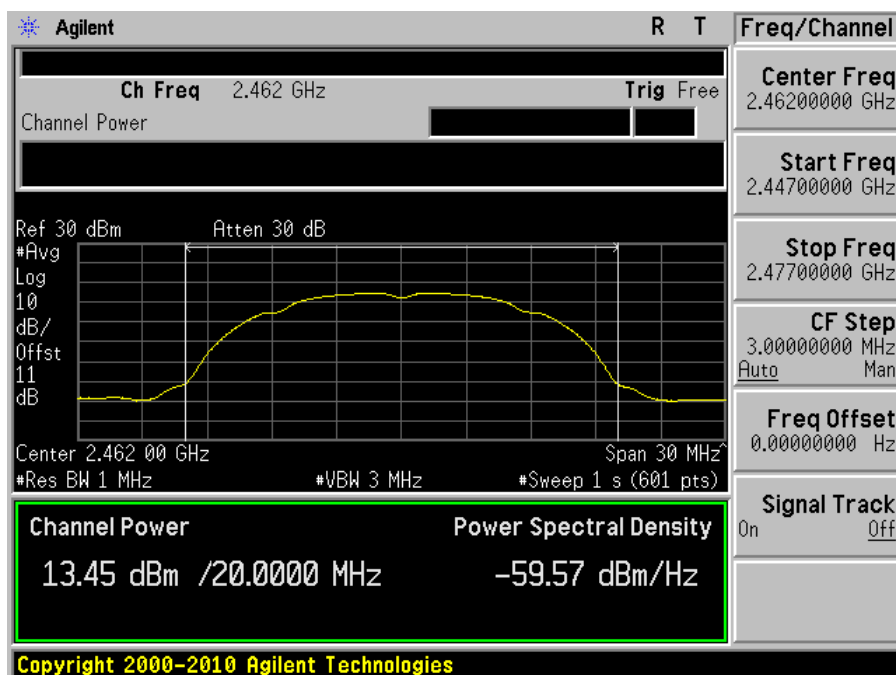 Agilent R T
Freq/Channel
Ch Freq 2.462 GHz Trig Free
Channel Power
Ref 30 dBm Atten 30 dB
#Avg
Log
10
dB/
Offst
11
dB
Center 2.462 00 GHz Span 30 MHz^
#Res BW 1 MHz #VBW 3 MHz #Sweep 1 s (601 pts)
Channel Power Power Spectral Density
13.45 dBm /20.0000 MHz -59.57 dBm/Hz
Copyright 2000-2010 Agilent Technologies
Center Freq
2.46200000 GHz
Start Freq
2.44700000 GHz
Stop Freq
2.47700000 GHz
CF Step
3.00000000 MHz
Auto Man
Freq Offset
0.00000000 Hz
Signal Track
On Off